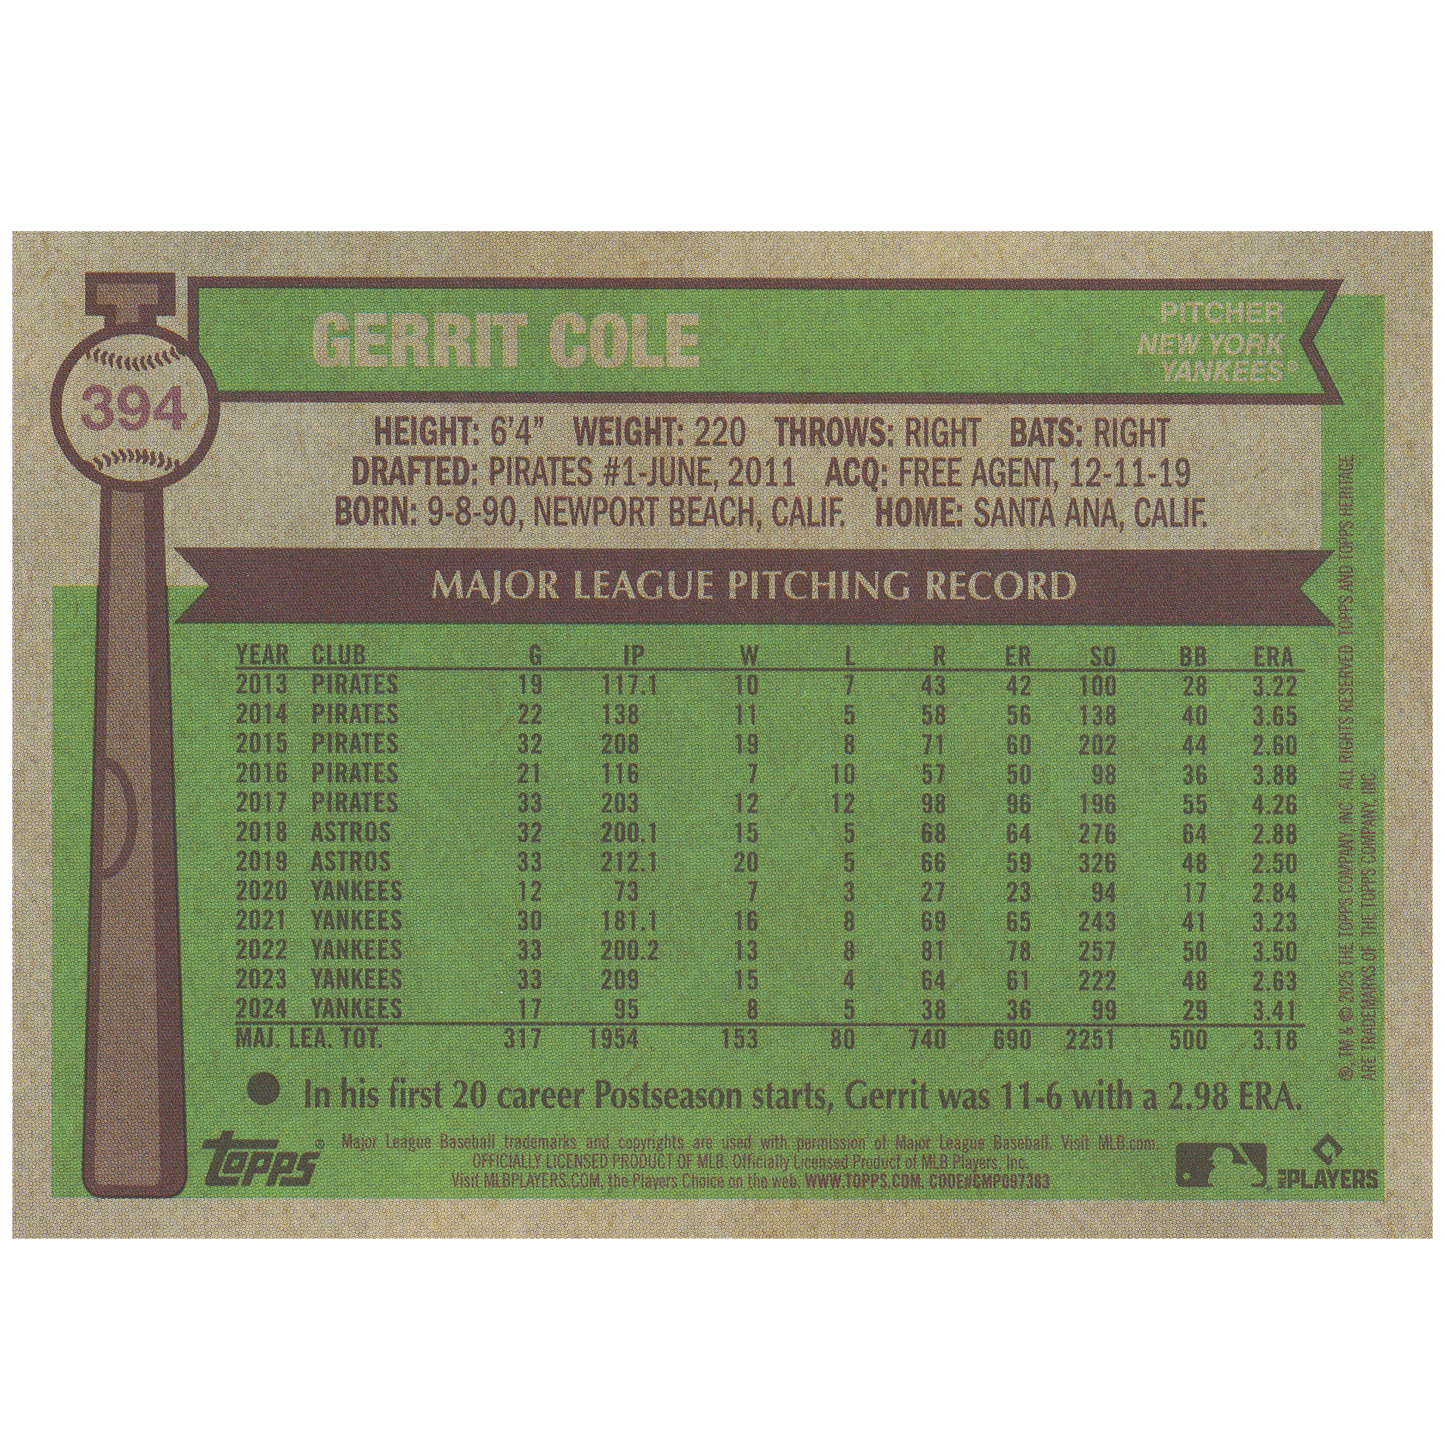 GERRIT COLE
PITCHER
NEW YORK
YANKEES®
394
HEIGHT: 6'4" WEIGHT: 220 THROWS: RIGHT BATS: RIGHT
DRAFTED: PIRATES #1-JUNE, 2011 ACQ: FREE AGENT, 12-11-19
BORN: 9-8-90, NEWPORT BEACH, CALIF. HOME: SANTA ANA, CALIF.
MAJOR LEAGUE PITCHING RECORD
YEAR CLUB G IP W L R ER SO BB ERA
2013 PIRATES 19 117.1 10 7 43 42 100 28 3.22
2014 PIRATES 22 138 11 5 58 56 138 40 3.65
2015 PIRATES 32 208 19 8 71 60 202 44 2.60
2016 PIRATES 21 116 7 10 57 50 98 36 3.88
2017 PIRATES 33 203 12 12 98 96 196 55 4.26
2018 ASTROS 32 200.1 15 5 68 64 276 64 2.88
2019 ASTROS 33 212.1 20 5 66 59 326 48 2.50
2020 YANKEES 12 73 7 3 27 23 94 17 2.84
2021 YANKEES 30 181.1 16 8 69 65 243 41 3.23
2022 YANKEES 33 200.2 13 8 81 78 257 50 3.50
2023 YANKEES 33 209 15 4 64 61 222 48 2.63
2024 YANKEES 17 95 8 5 38 36 99 29 3.41
MAJ. LEA. TOT. 317 1954 153 80 740 690 2251 500 3.18
● In his first 20 career Postseason starts, Gerrit was 11-6 with a 2.98 ERA.
topps®
Major League Baseball trademarks and copyrights are used with permission of Major League Baseball. Visit MLB.com.
OFFICIALLY LICENSED PRODUCT OF MLB. Officially Licensed Product of MLB Players, Inc.
Visit MLBPLAYERS.COM, the Players Choice on the web. WWW.TOPPS.COM. CODE#CMP097383
MLB PLAYERS
®, TM & © 2025 THE TOPPS COMPANY, INC. ALL RIGHTS RESERVED TOPPS AND TOPPS HERITAGE
ARE TRADEMARKS OF THE TOPPS COMPANY, INC.